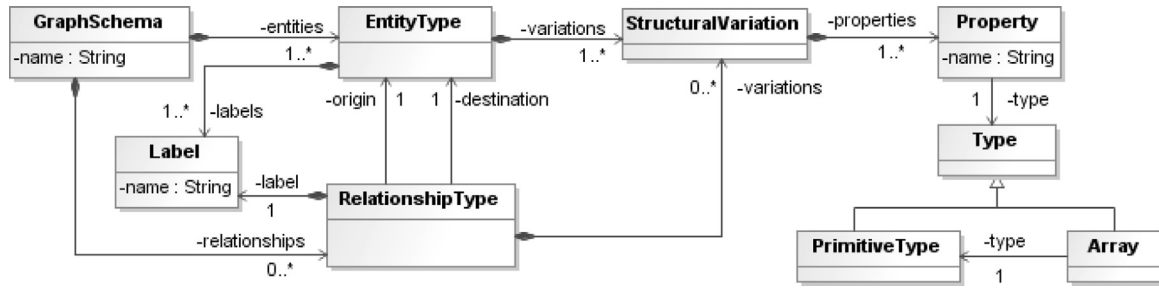 GraphSchema
-name : String
-entities
1..*
EntityType
-variations
1..*
StructuralVariation
-properties
1..*
Property
-name : String
-origin
1
1
-destination
0..*
-variations
1
-type
1..*
-labels
Label
-name : String
-label
1
RelationshipType
Type
-relationships
0..*
PrimitiveType
-type
1
Array